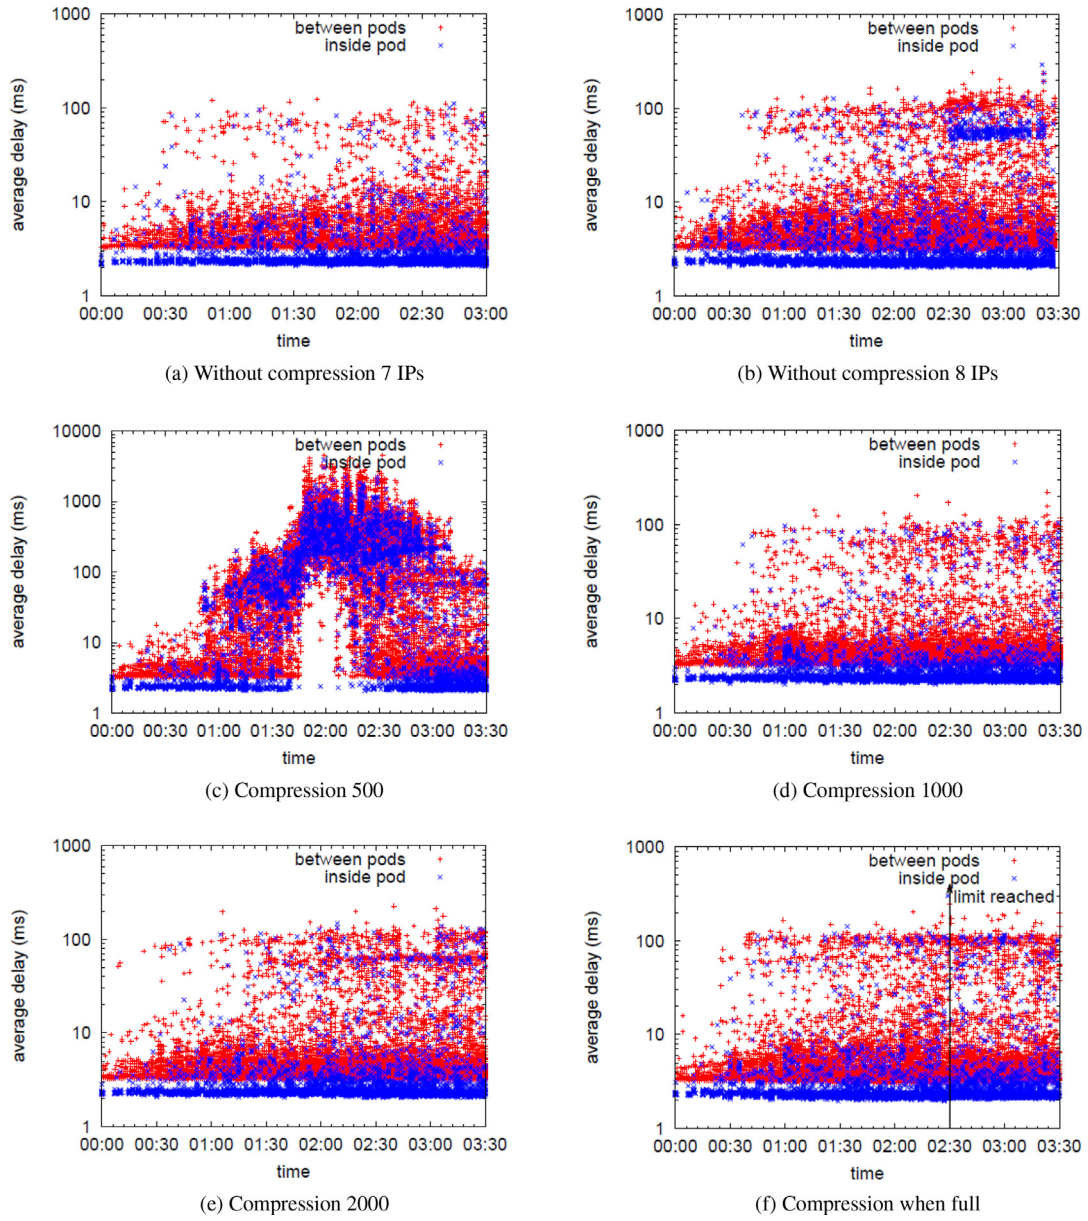 1000
between pods
inside pod
100
10
1
average delay (ms)
00:00 00:30 01:00 01:30 02:00 02:30 03:00
time
(a) Without compression 7 IPs
1000
between pods
inside pod
100
10
1
average delay (ms)
00:00 00:30 01:00 01:30 02:00 02:30 03:00 03:30
time
(b) Without compression 8 IPs
10000
between pods
inside pod
1000
100
10
1
average delay (ms)
00:00 00:30 01:00 01:30 02:00 02:30 03:00 03:30
time
(c) Compression 500
1000
between pods
inside pod
100
10
1
average delay (ms)
00:00 00:30 01:00 01:30 02:00 02:30 03:00 03:30
time
(d) Compression 1000
1000
between pods
inside pod
100
10
1
average delay (ms)
00:00 00:30 01:00 01:30 02:00 02:30 03:00 03:30
time
(e) Compression 2000
1000
between pods
inside pod
limit reached
100
10
1
average delay (ms)
00:00 00:30 01:00 01:30 02:00 02:30 03:00 03:30
time
(f) Compression when full